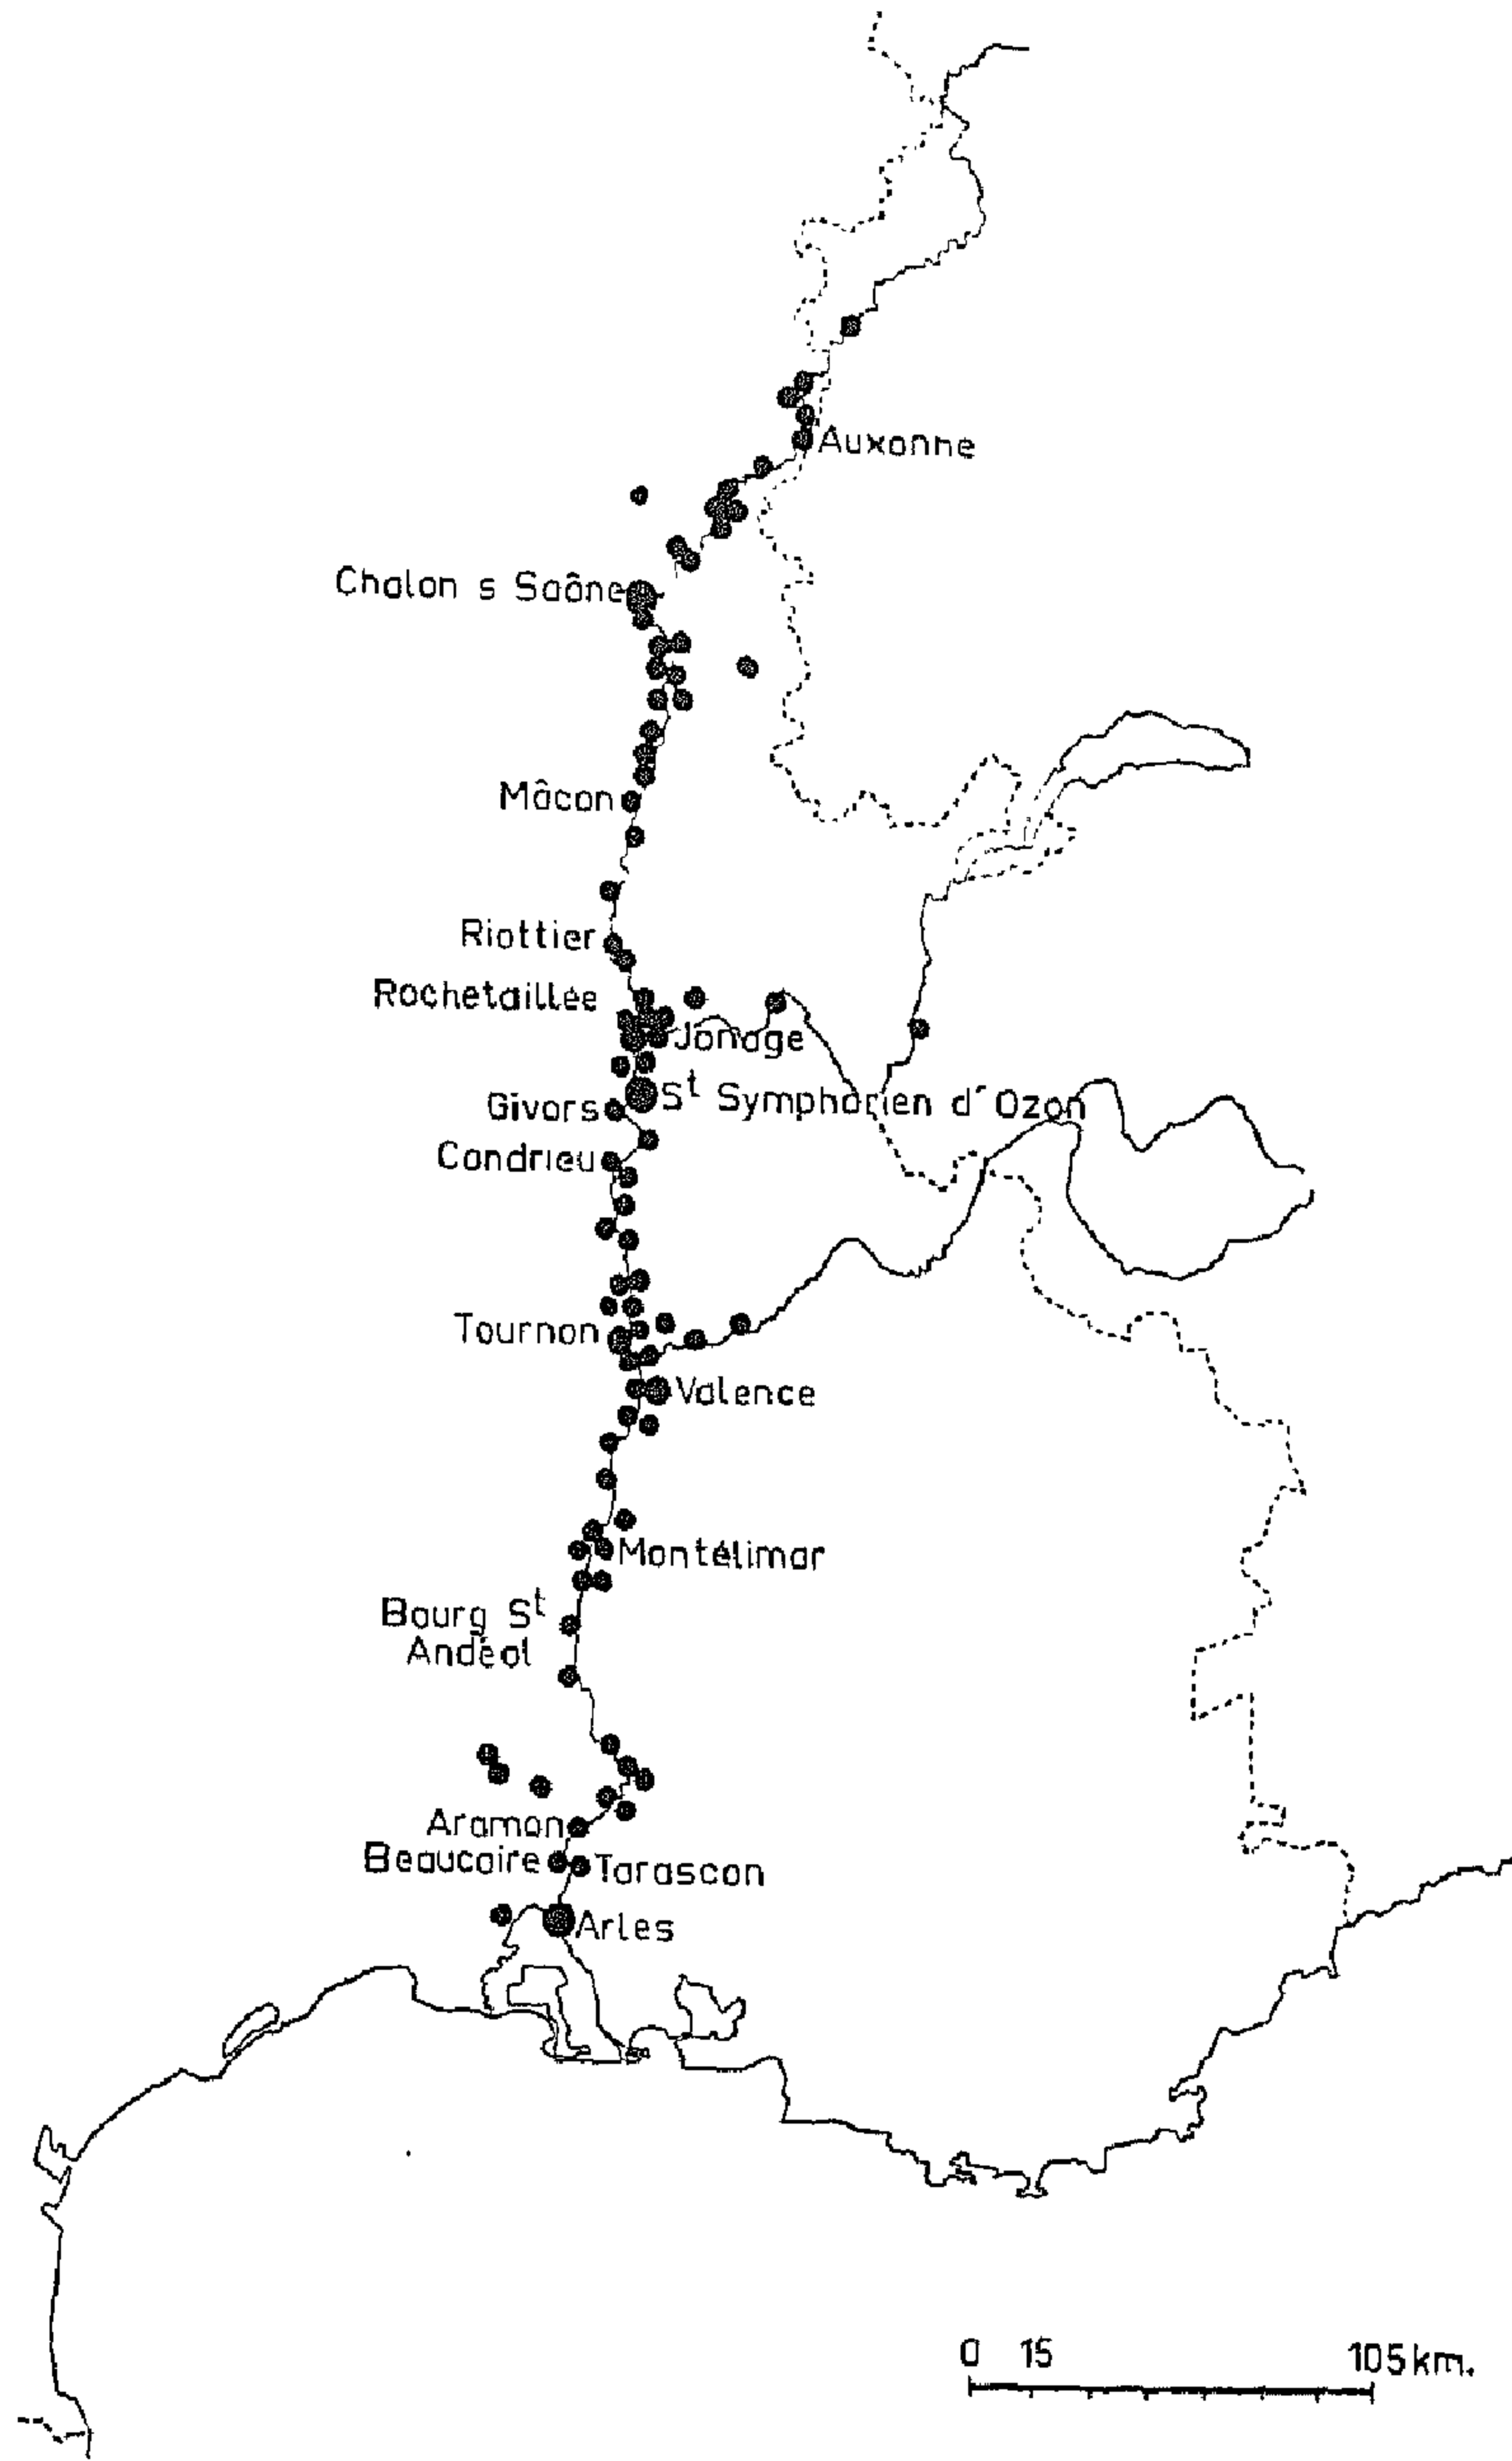 Auxonne
Chalon s Saône
Mâcon
Riottier
Rochetaillée
Jonage
St Symphorien d'Ozon
Givors
Condrieu
Tournon
Valence
Montélimar
Bourg St
Andéol
Aramon
Beaucaire
Tarascon
Arles
0 15 105 km.